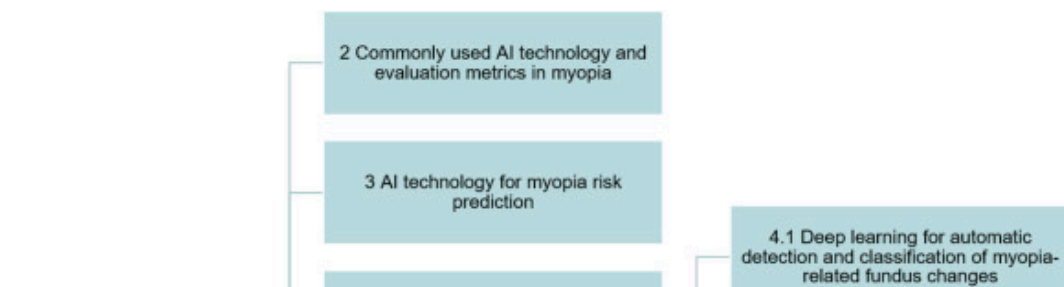 2 Commonly used AI technology and
evaluation metrics in myopia
3 AI technology for myopia risk
prediction
4.1 Deep learning for automatic
detection and classification of myopia-
related fundus changes